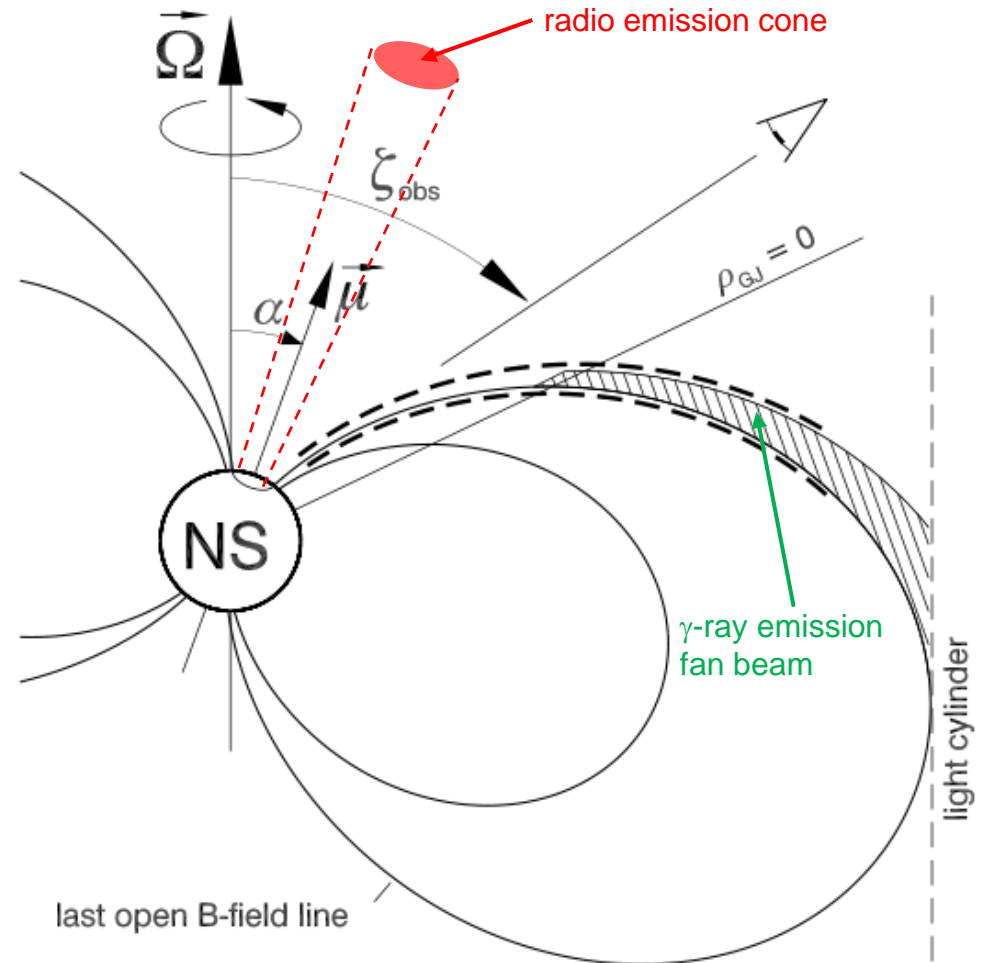 radio emission cone
Ω
ζobs
ρGJ = 0
α
μ
NS
γ-ray emission
fan beam
light cylinder
last open B-field line